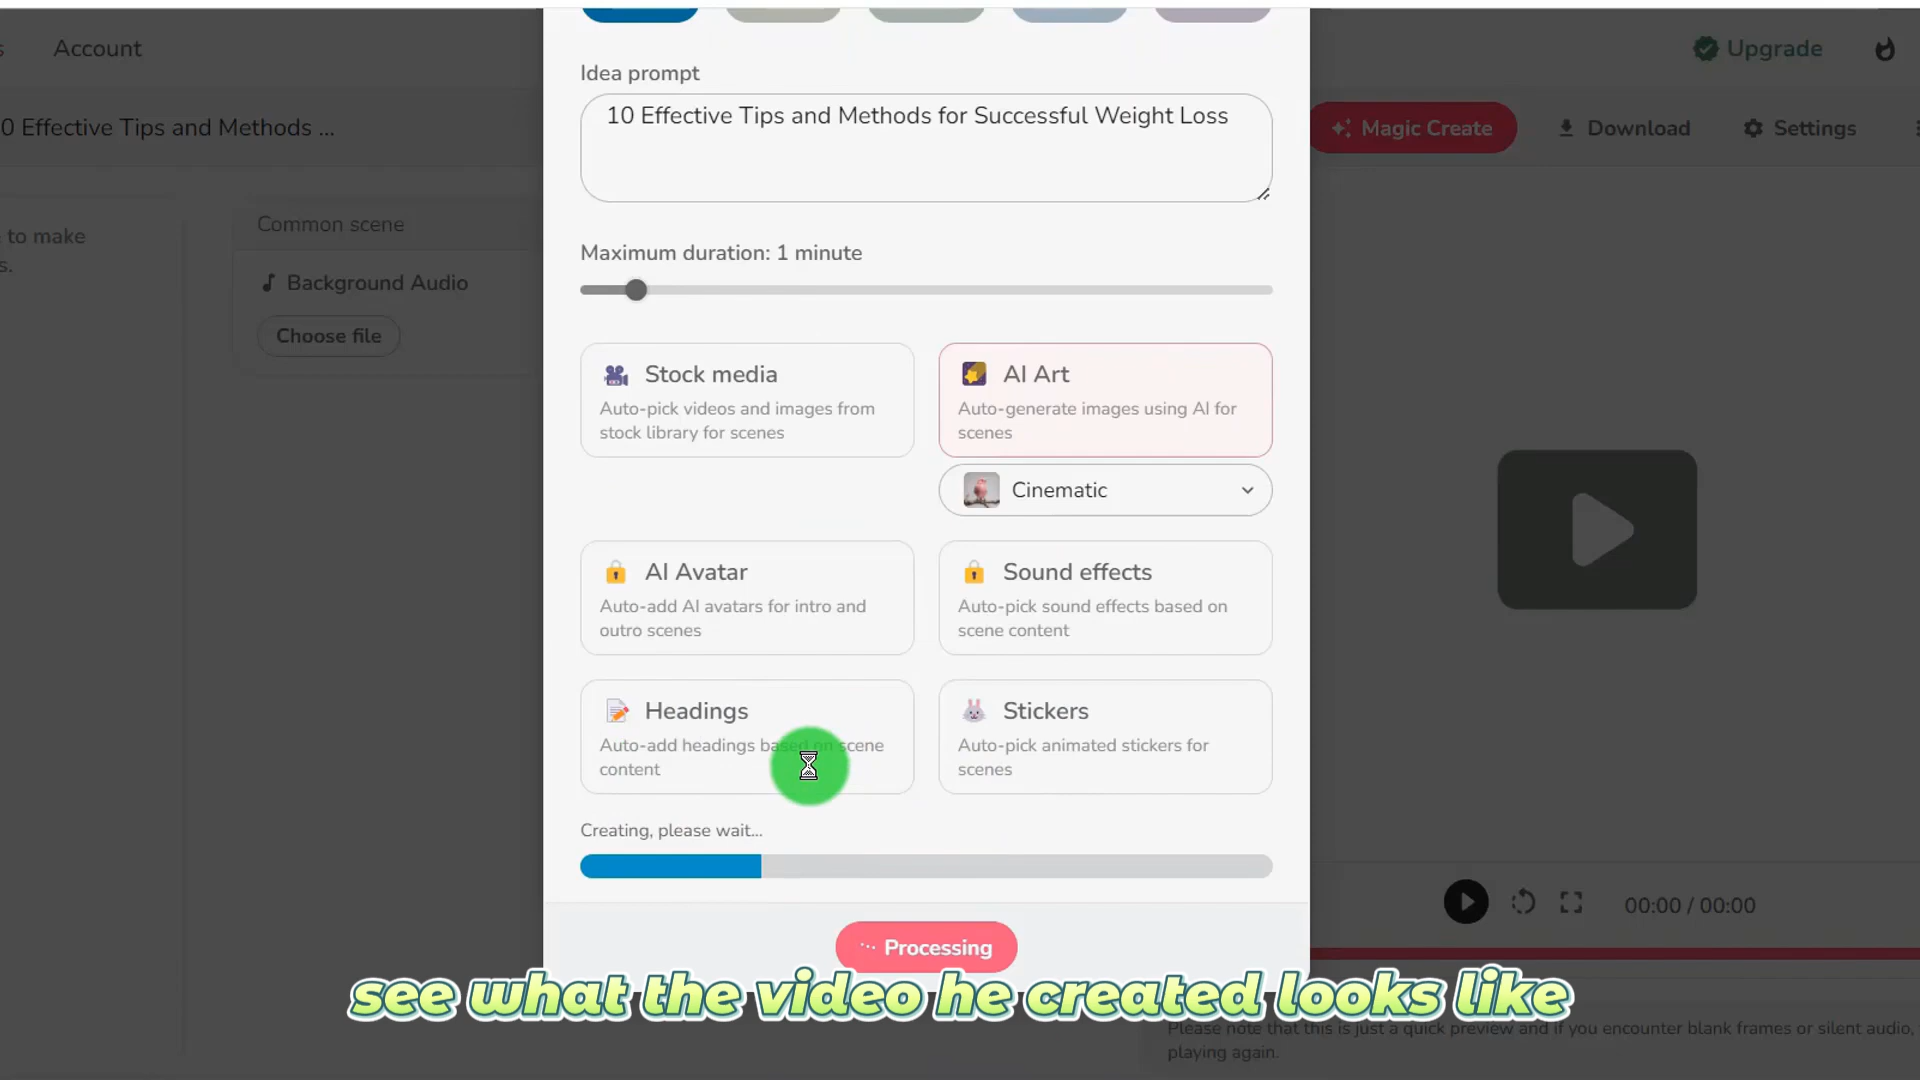 Account
Upgrade
Idea prompt
10 Effective Tips and Methods for Successful Weight Loss
0 Effective Tips and Methods ...
Magic Create
Download
Settings
to make
s.
Common scene
Background Audio
Choose file
Maximum duration: 1 minute
Stock media
Auto-pick videos and images from
stock library for scenes
AI Art
Auto-generate images using AI for
scenes
Cinematic
AI Avatar
Auto-add AI avatars for intro and
outro scenes
Sound effects
Auto-pick sound effects based on
scene content
Headings
Auto-add headings based on scene
content
Stickers
Auto-pick animated stickers for
scenes
Creating, please wait...
Processing
00:00 / 00:00
see what the video he created looks like
Please note that this is just a quick preview and if you encounter blank frames or silent audio,
playing again.